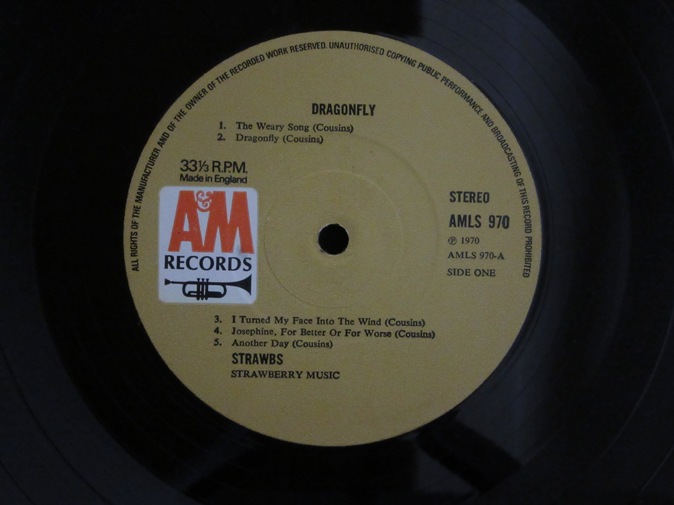 ALL RIGHTS OF THE MANUFACTURER AND OF THE OWNER OF THE RECORDED WORK RESERVED. UNAUTHORISED COPYING PUBLIC PERFORMANCE AND BROADCASTING OF THIS RECORD PROHIBITED
DRAGONFLY
1. The Weary Song (Cousins)
2. Dragonfly (Cousins)
33⅓ R.P.M.
Made in England
A&M
RECORDS
STEREO
AMLS 970
℗ 1970
AMLS 970-A
SIDE ONE
3. I Turned My Face Into The Wind (Cousins)
4. Josephine, For Better Or For Worse (Cousins)
5. Another Day (Cousins)
STRAWBS
STRAWBERRY MUSIC